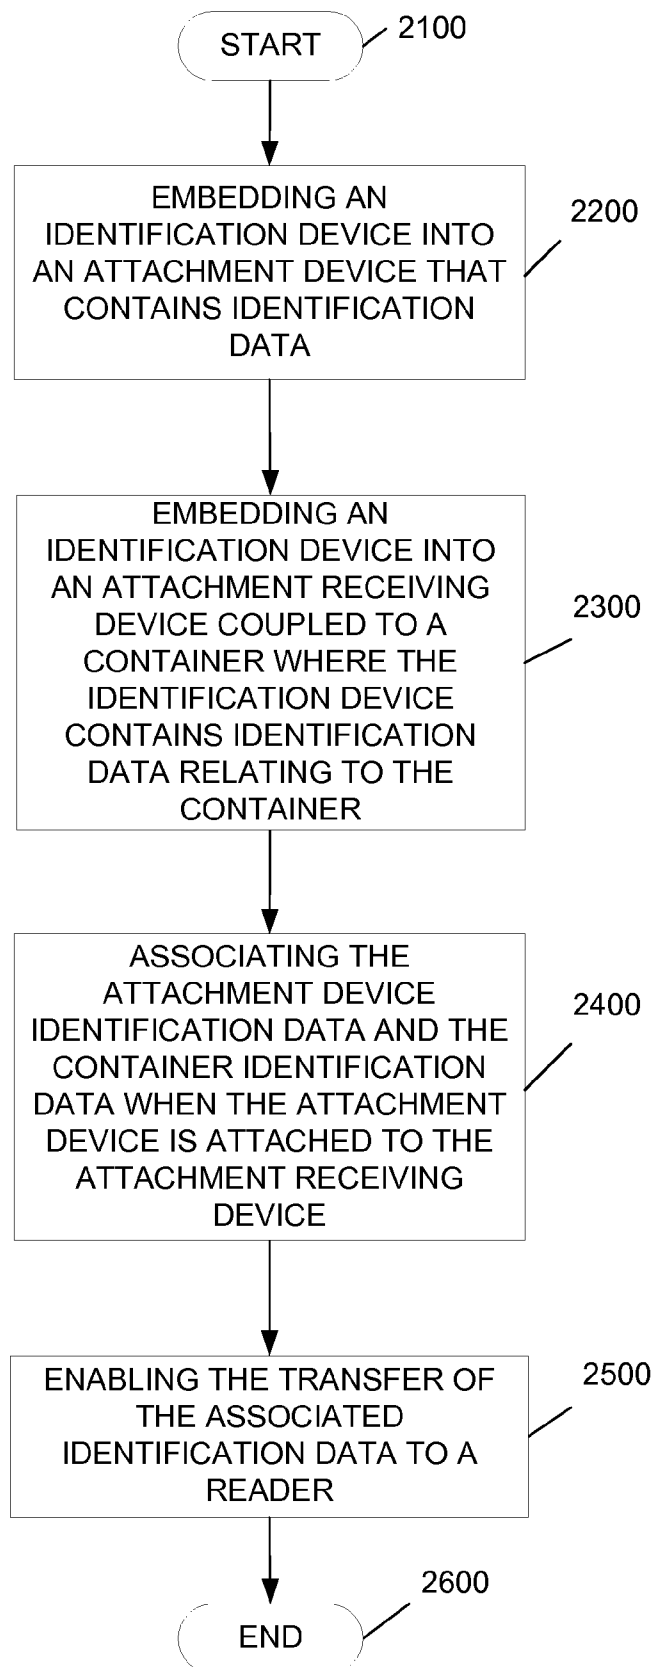 START
2100
EMBEDDING AN
IDENTIFICATION DEVICE INTO
AN ATTACHMENT DEVICE THAT
CONTAINS IDENTIFICATION
DATA
2200
EMBEDDING AN
IDENTIFICATION DEVICE INTO
AN ATTACHMENT RECEIVING
DEVICE COUPLED TO A
CONTAINER WHERE THE
IDENTIFICATION DEVICE
CONTAINS IDENTIFICATION
DATA RELATING TO THE
CONTAINER
2300
ASSOCIATING THE
ATTACHMENT DEVICE
IDENTIFICATION DATA AND THE
CONTAINER IDENTIFICATION
DATA WHEN THE ATTACHMENT
DEVICE IS ATTACHED TO THE
ATTACHMENT RECEIVING
DEVICE
2400
ENABLING THE TRANSFER OF
THE ASSOCIATED
IDENTIFICATION DATA TO A
READER
2500
END
2600